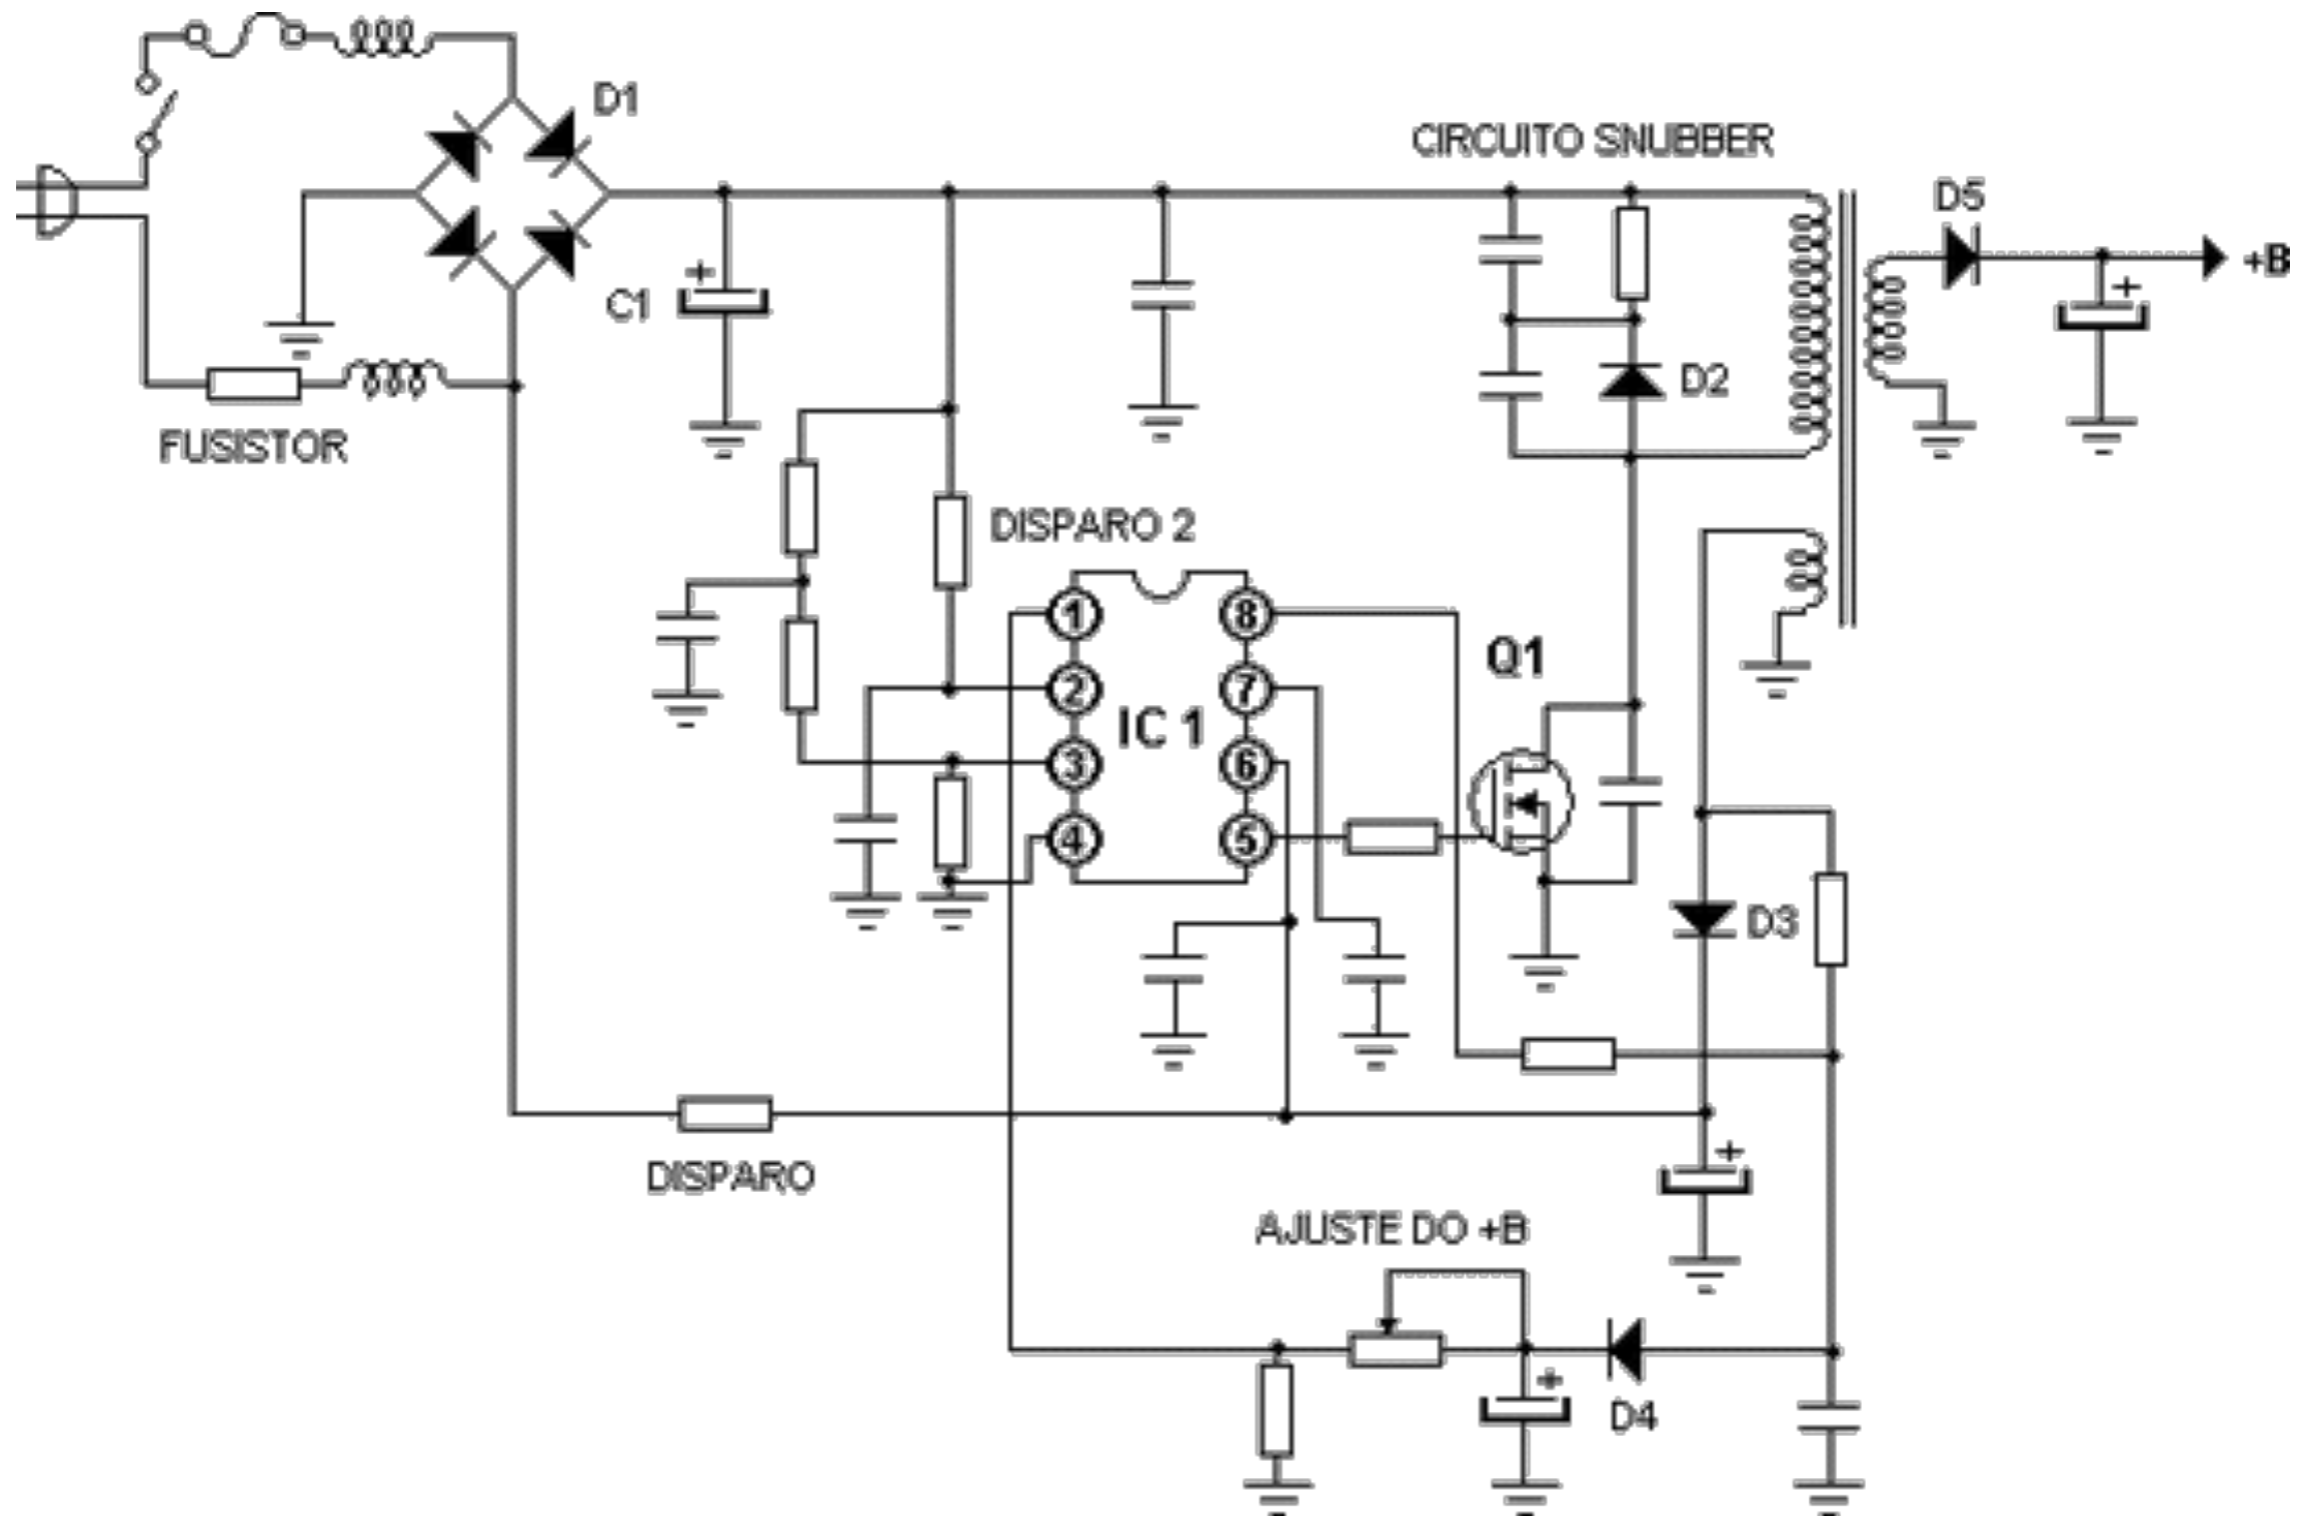 D1
CIRCUITO SNUBBER
D5
+B
+
C1
+
D2
FUSISTOR
DISPARO 2
1
8
Q1
2
7
IC 1
3
6
4
5
D3
DISPARO
+
AJUSTE DO +B
+
D4